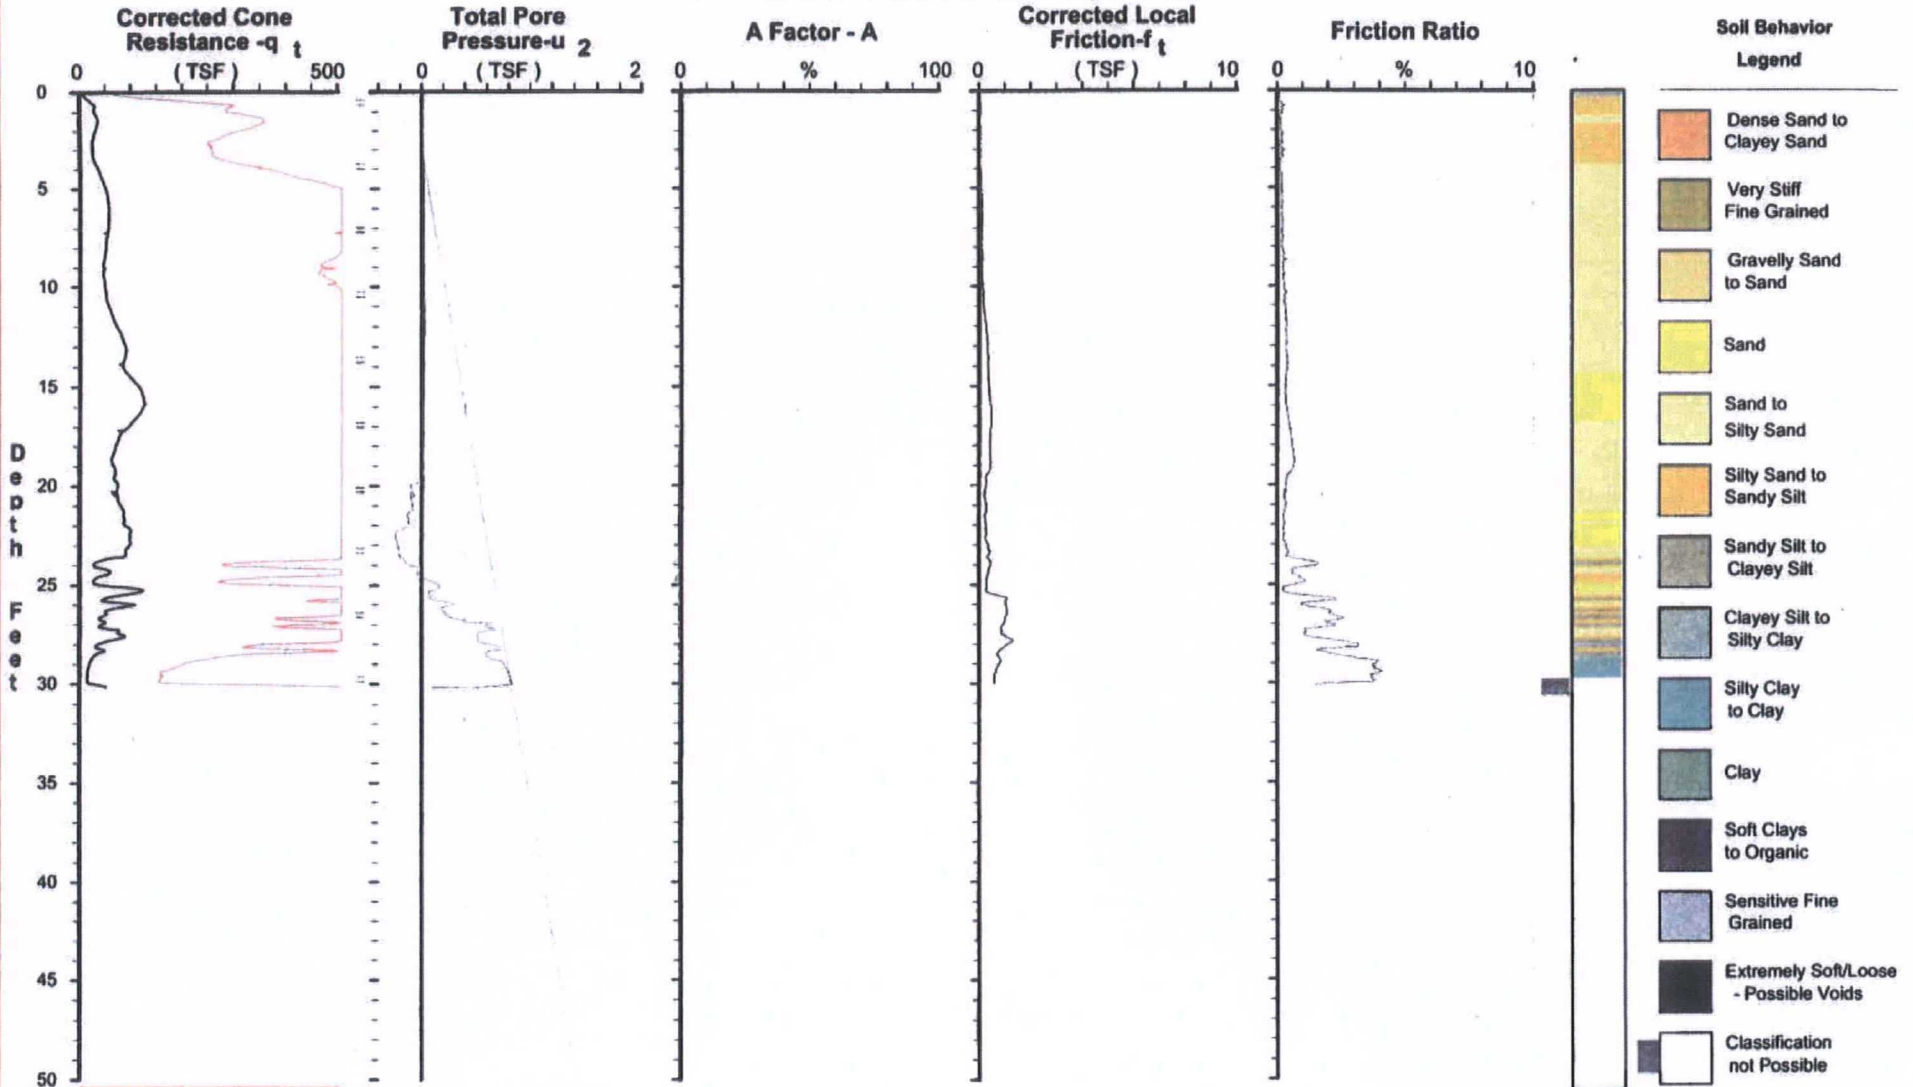 Corrected Cone
Resistance -q t
(TSF)
0 500
Total Pore
Pressure-u 2
(TSF)
0 2
A Factor - A
%
0 100
Corrected Local
Friction-f t
(TSF)
0 10
Friction Ratio
%
0 10
Soil Behavior
Legend
Depth Feet
0
5
10
15
20
25
30
35
40
45
50
Dense Sand to
Clayey Sand
Very Stiff
Fine Grained
Gravelly Sand
to Sand
Sand
Sand to
Silty Sand
Silty Sand to
Sandy Silt
Sandy Silt to
Clayey Silt
Clayey Silt to
Silty Clay
Silty Clay
to Clay
Clay
Soft Clays
to Organic
Sensitive Fine
Grained
Extremely Soft/Loose
- Possible Voids
Classification
not Possible